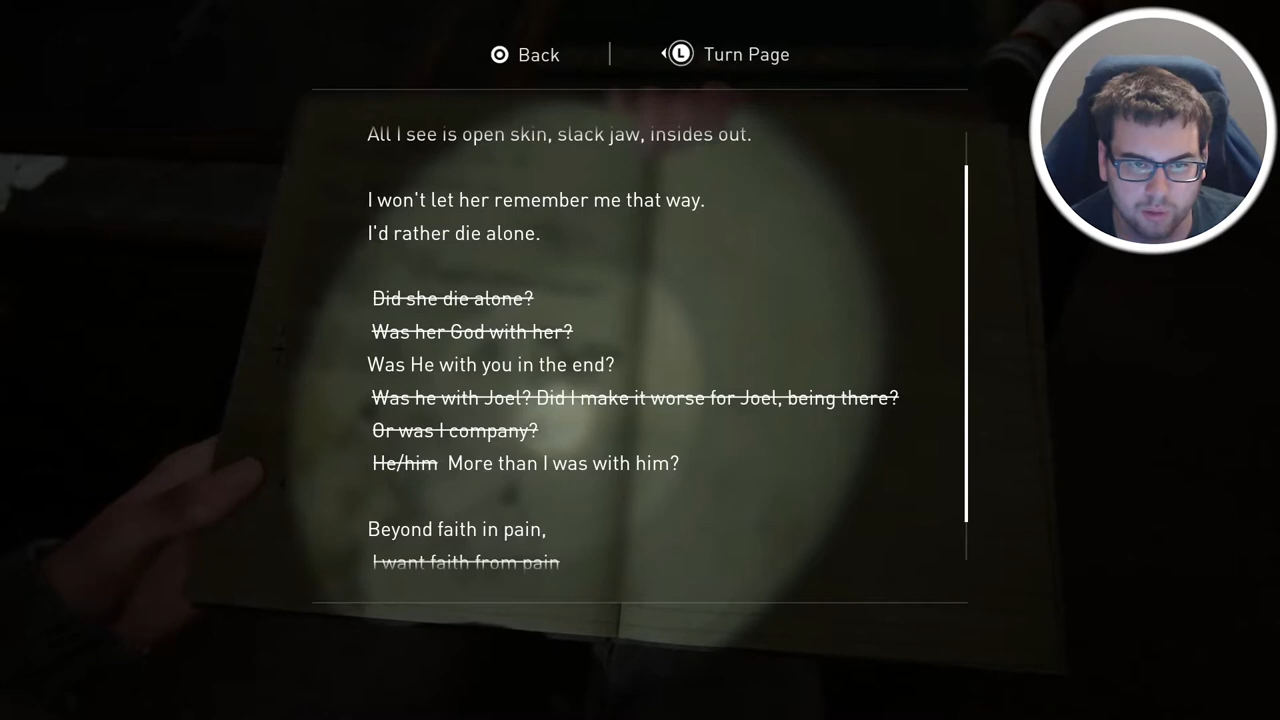 Back
L Turn Page
All I see is open skin, slack jaw, insides out.
I won't let her remember me that way.
I'd rather die alone.
Did she die alone?
Was her God with her?
Was He with you in the end?
Was he with Joel? Did I make it worse for Joel, being there?
Or was I company?
He/him More than I was with him?
Beyond faith in pain,
I want faith from pain